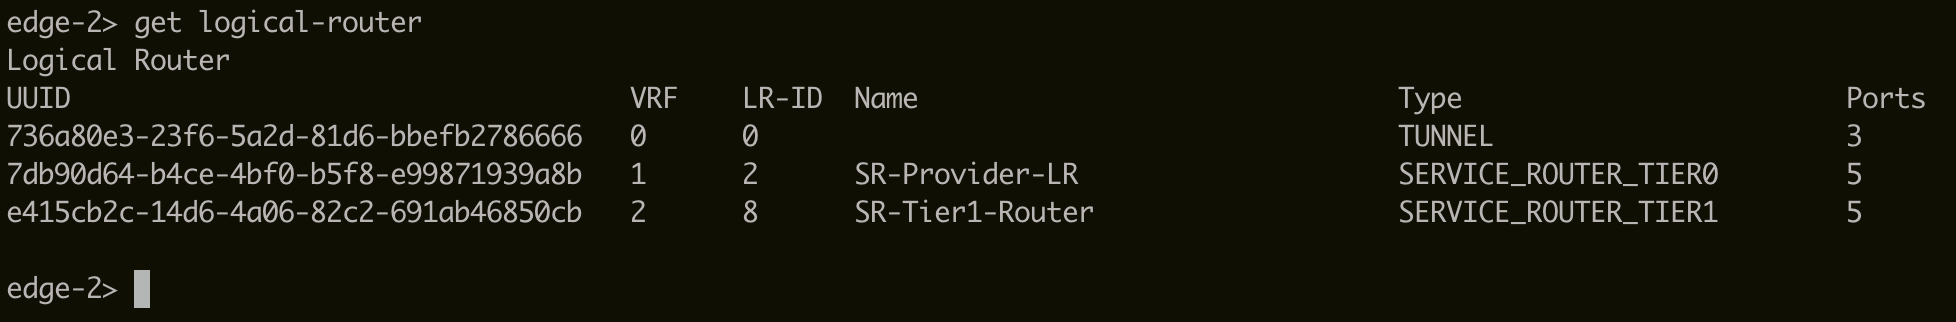 edge-2> get logical-router
Logical Router
UUID VRF LR-ID Name Type Ports
736a80e3-23f6-5a2d-81d6-bbefb2786666 0 0 TUNNEL 3
7db90d64-b4ce-4bf0-b5f8-e99871939a8b 1 2 SR-Provider-LR SERVICE_ROUTER_TIER0 5
e415cb2c-14d6-4a06-82c2-691ab46850cb 2 8 SR-Tier1-Router SERVICE_ROUTER_TIER1 5
edge-2>